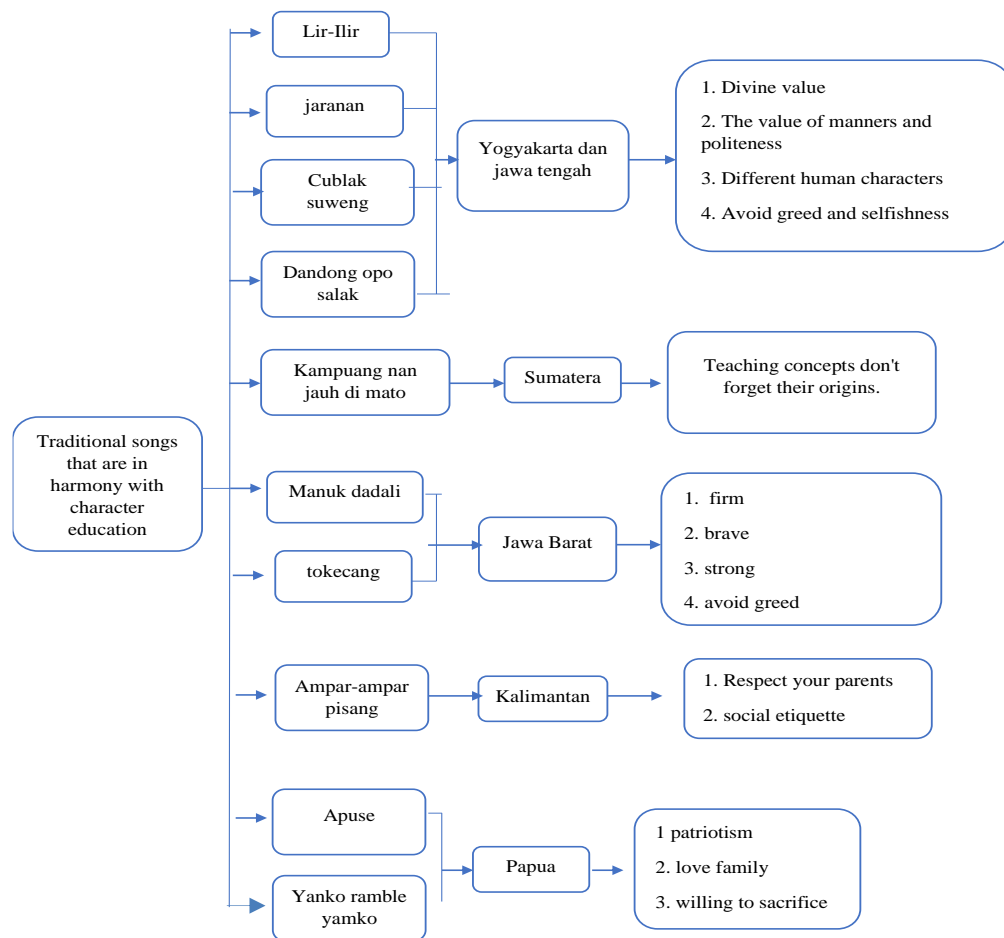 Lir-Ilir
jaranan
Cublak
suweng
Dandong opo
salak
Yogyakarta dan
jawa tengah
1. Divine value
2. The value of manners and
politeness
3. Different human characters
4. Avoid greed and selfishness
Kampuang nan
jauh di mato
Sumatera
Teaching concepts don't
forget their origins.
Traditional songs
that are in
harmony with
character
education
Manuk dadali
tokecang
Jawa Barat
1. firm
2. brave
3. strong
4. avoid greed
Ampar-ampar
pisang
Kalimantan
1. Respect your parents
2. social etiquette
Apuse
Yanko ramble
yamko
Papua
1 patriotism
2. love family
3. willing to sacrifice